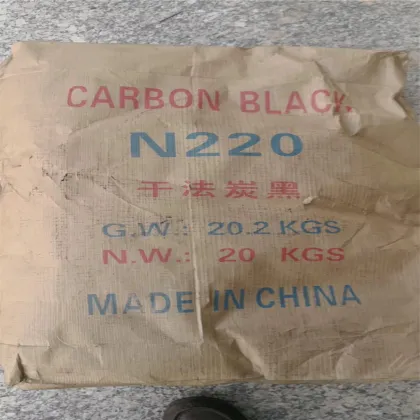 CARBON BLACK
N220
干法炭黑
G.W.: 20.2 KGS
N.W.: 20 KGS
MADE IN CHINA